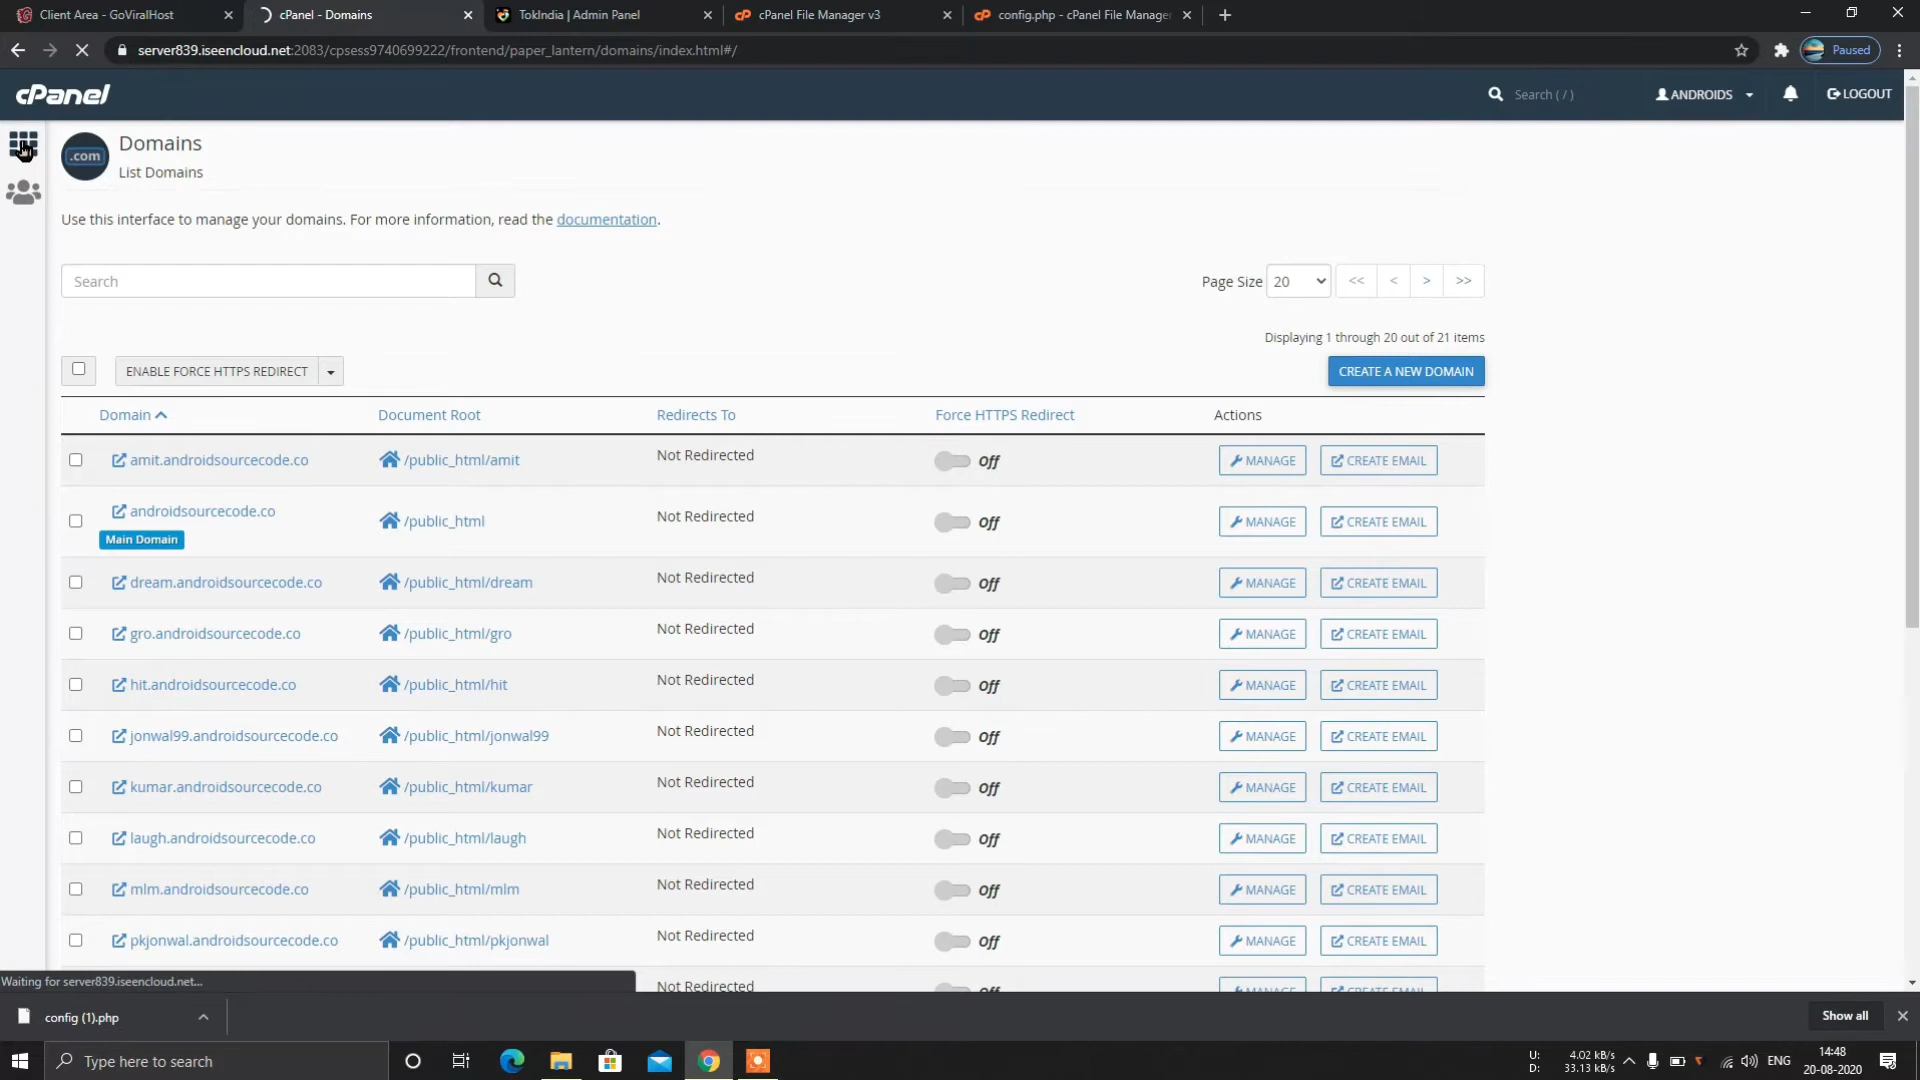 Client Area - GoViralHost
cPanel - Domains
TokIndia | Admin Panel
cPanel File Manager v3
config.php - cPanel File Manager
server839.iseencloud.net:2083/cpsess9740699222/frontend/paper_lantern/domains/index.html#/
Paused
cPanel
Search ( / )
ANDROIDS
LOGOUT
.com
Domains
List Domains
Use this interface to manage your domains. For more information, read the documentation.
Search
Page Size 20 << < > >>
Displaying 1 through 20 out of 21 items
ENABLE FORCE HTTPS REDIRECT
CREATE A NEW DOMAIN
Domain Document Root Redirects To Force HTTPS Redirect Actions
amit.androidsourcecode.co /public_html/amit Not Redirected Off MANAGE CREATE EMAIL
androidsourcecode.co /public_html Not Redirected Off MANAGE CREATE EMAIL
Main Domain
dream.androidsourcecode.co /public_html/dream Not Redirected Off MANAGE CREATE EMAIL
gro.androidsourcecode.co /public_html/gro Not Redirected Off MANAGE CREATE EMAIL
hit.androidsourcecode.co /public_html/hit Not Redirected Off MANAGE CREATE EMAIL
jonwal99.androidsourcecode.co /public_html/jonwal99 Not Redirected Off MANAGE CREATE EMAIL
kumar.androidsourcecode.co /public_html/kumar Not Redirected Off MANAGE CREATE EMAIL
laugh.androidsourcecode.co /public_html/laugh Not Redirected Off MANAGE CREATE EMAIL
mlm.androidsourcecode.co /public_html/mlm Not Redirected Off MANAGE CREATE EMAIL
pkjonwal.androidsourcecode.co /public_html/pkjonwal Not Redirected Off MANAGE CREATE EMAIL
Not Redirected Off MANAGE CREATE EMAIL
Waiting for server839.iseencloud.net...
config (1).php
Show all
Type here to search
U: 4.02 kB/s
D: 33.13 kB/s
ENG
14:48
20-08-2020